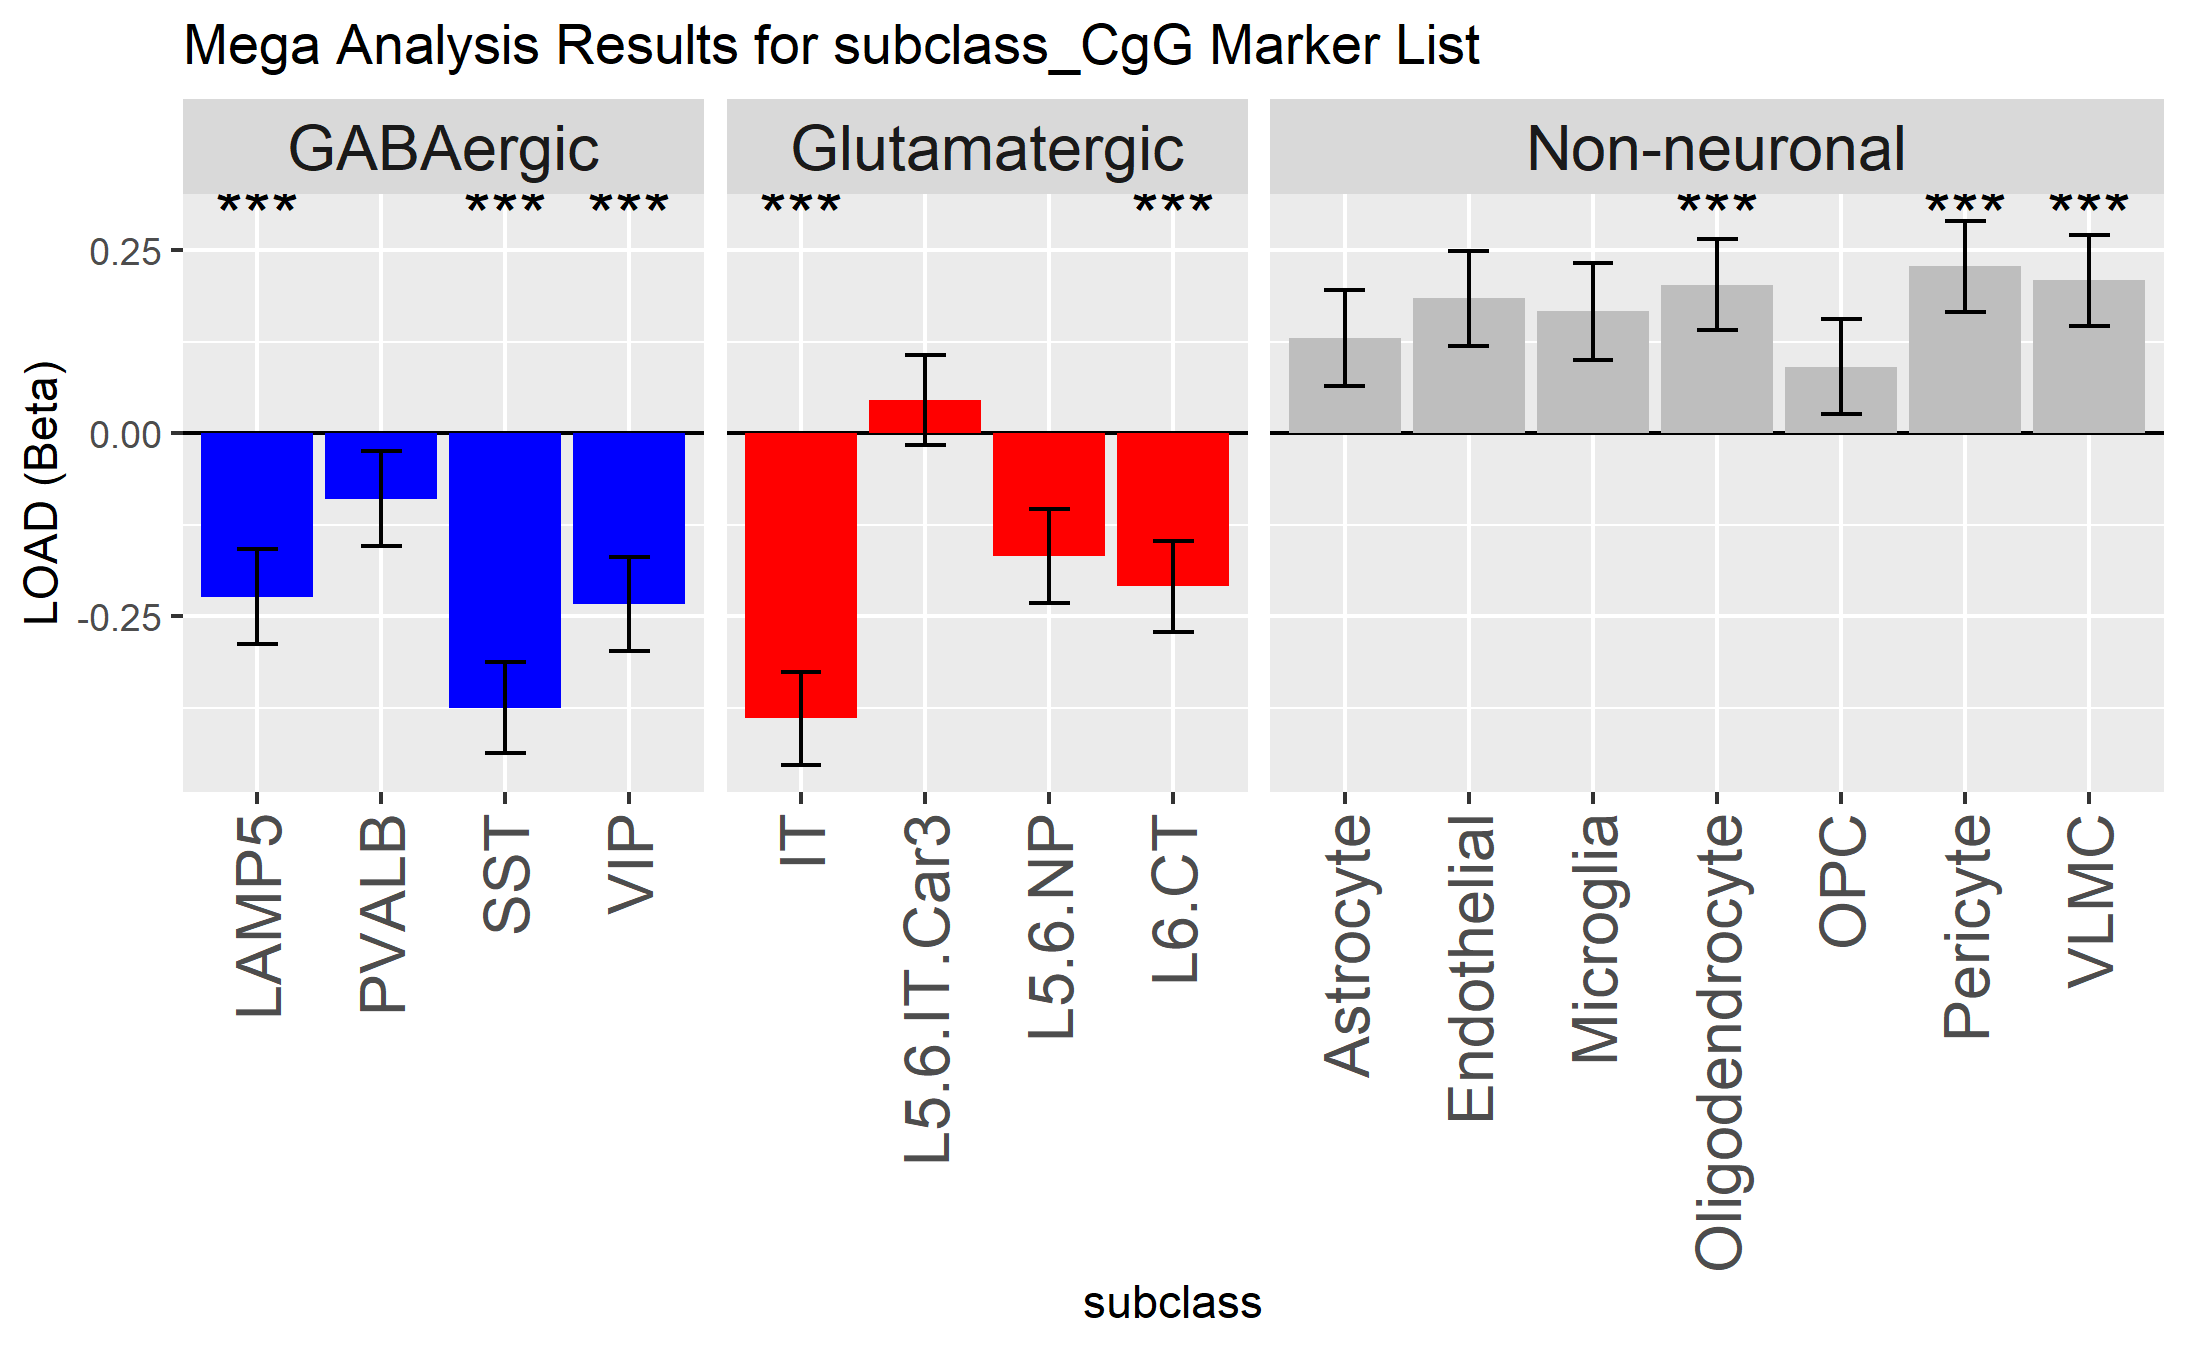 Mega Analysis Results for subclass_CgG Marker List
GABAergic
Glutamatergic
Non-neuronal
*** *** *** *** *** *** *** ***
LOAD (Beta)
0.25
0.00
-0.25
LAMP5
PVALB
SST
VIP
IT
L5.6.IT.Car3
L5.6.NP
L6.CT
Astrocyte
Endothelial
Microglia
Oligodendrocyte
OPC
Pericyte
VLMC
subclass